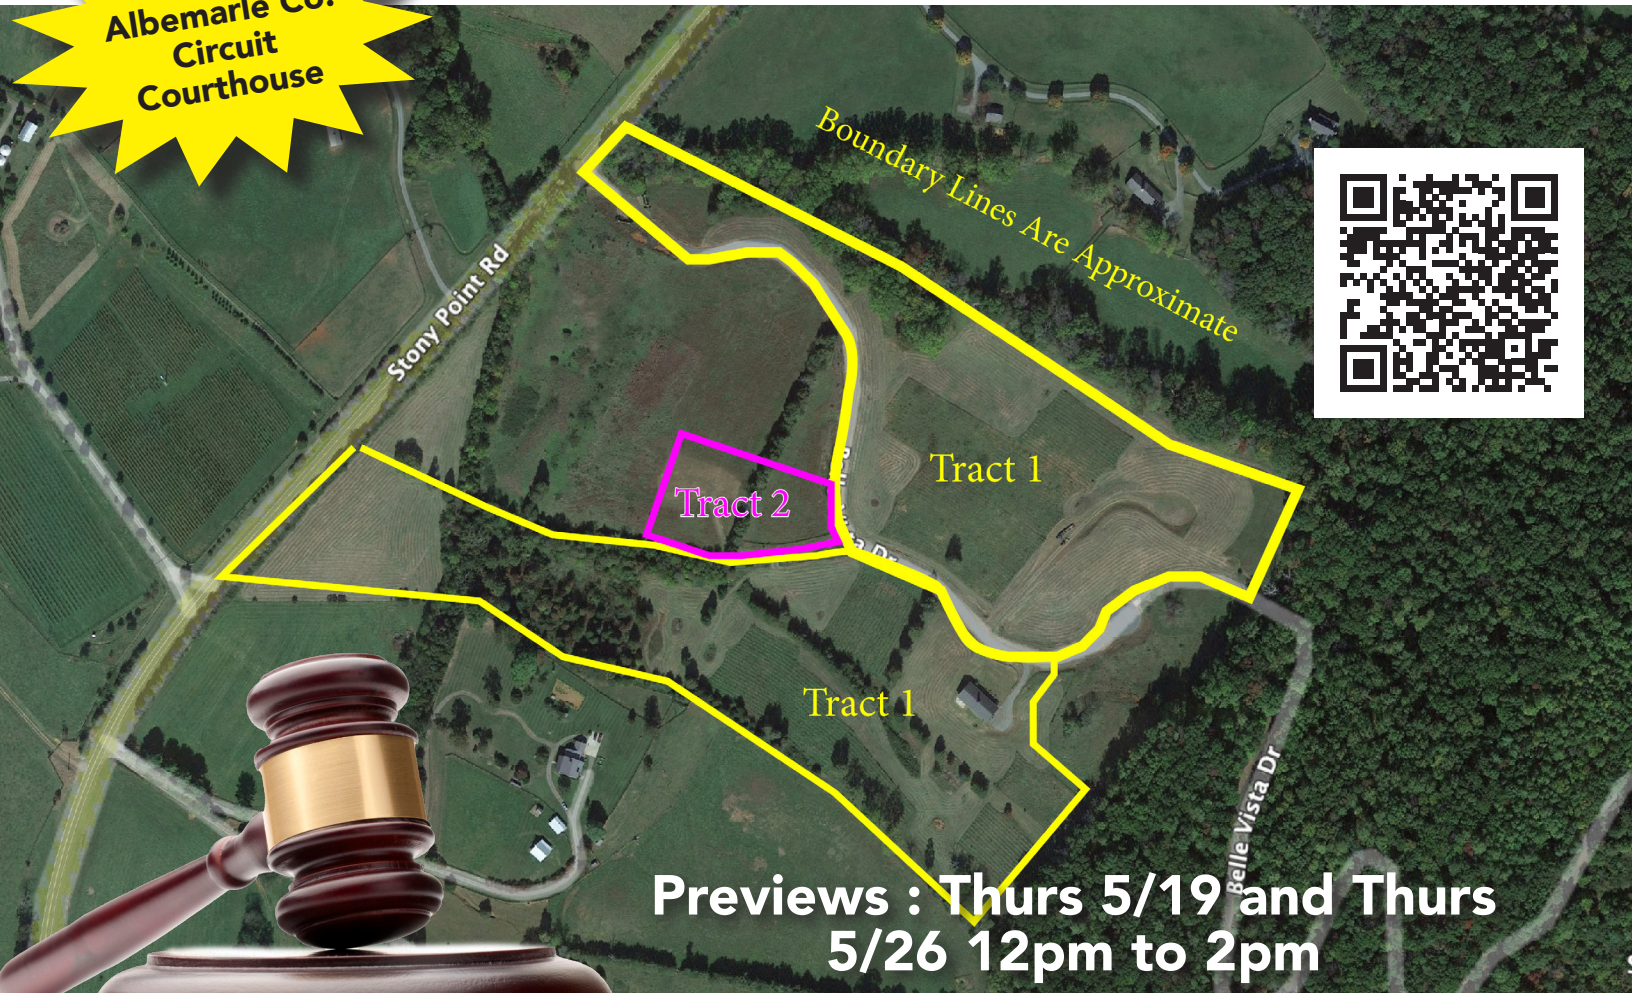 Albemarle Co.
Circuit
Courthouse
Boundary Lines Are Approximate
Stony Point Rd
Tract 1
Tract 2
Tract 1
Belle Vista Dr
Previews : Thurs 5/19 and Thurs
5/26 12pm to 2pm